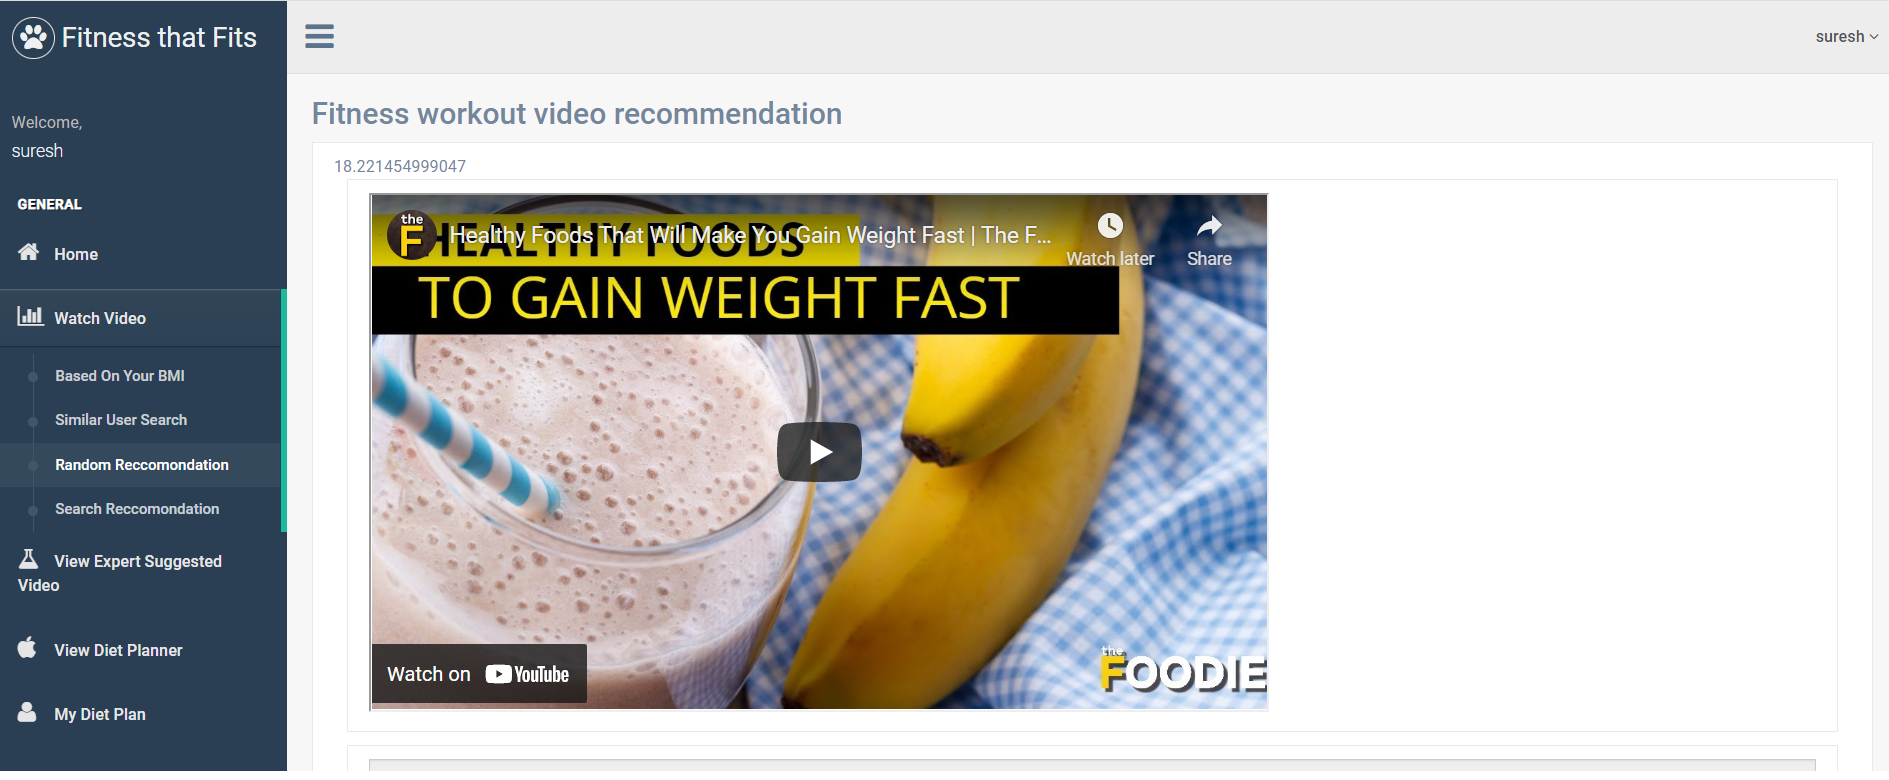 Fitness that Fits
suresh
Welcome,
suresh
GENERAL
Home
Watch Video
Based On Your BMI
Similar User Search
Random Reccomondation
Search Reccomondation
View Expert Suggested
Video
View Diet Planner
My Diet Plan
Fitness workout video recommendation
18.221454999047
the
F
Healthy Foods That Will Make You Gain Weight Fast | The F...
HEALTHY FOODS
TO GAIN WEIGHT FAST
Watch later
Share
Watch on YouTube
the
FOODIE